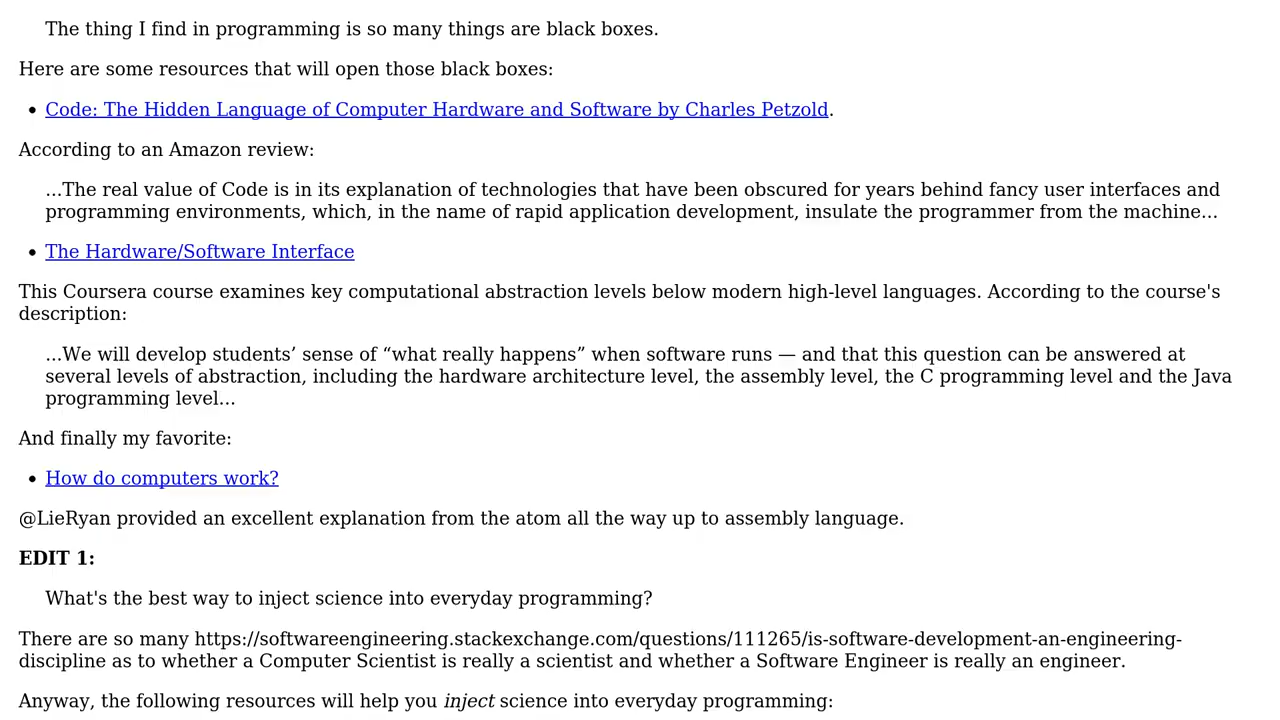 The thing I find in programming is so many things are black boxes.
Here are some resources that will open those black boxes:
• Code: The Hidden Language of Computer Hardware and Software by Charles Petzold.
According to an Amazon review:
...The real value of Code is in its explanation of technologies that have been obscured for years behind fancy user interfaces and
programming environments, which, in the name of rapid application development, insulate the programmer from the machine...
• The Hardware/Software Interface
This Coursera course examines key computational abstraction levels below modern high-level languages. According to the course's
description:
...We will develop students’ sense of “what really happens” when software runs — and that this question can be answered at
several levels of abstraction, including the hardware architecture level, the assembly level, the C programming level and the Java
programming level...
And finally my favorite:
• How do computers work?
@LieRyan provided an excellent explanation from the atom all the way up to assembly language.
EDIT 1:
What's the best way to inject science into everyday programming?
There are so many https://softwareengineering.stackexchange.com/questions/111265/is-software-development-an-engineering-
discipline as to whether a Computer Scientist is really a scientist and whether a Software Engineer is really an engineer.
Anyway, the following resources will help you inject science into everyday programming: